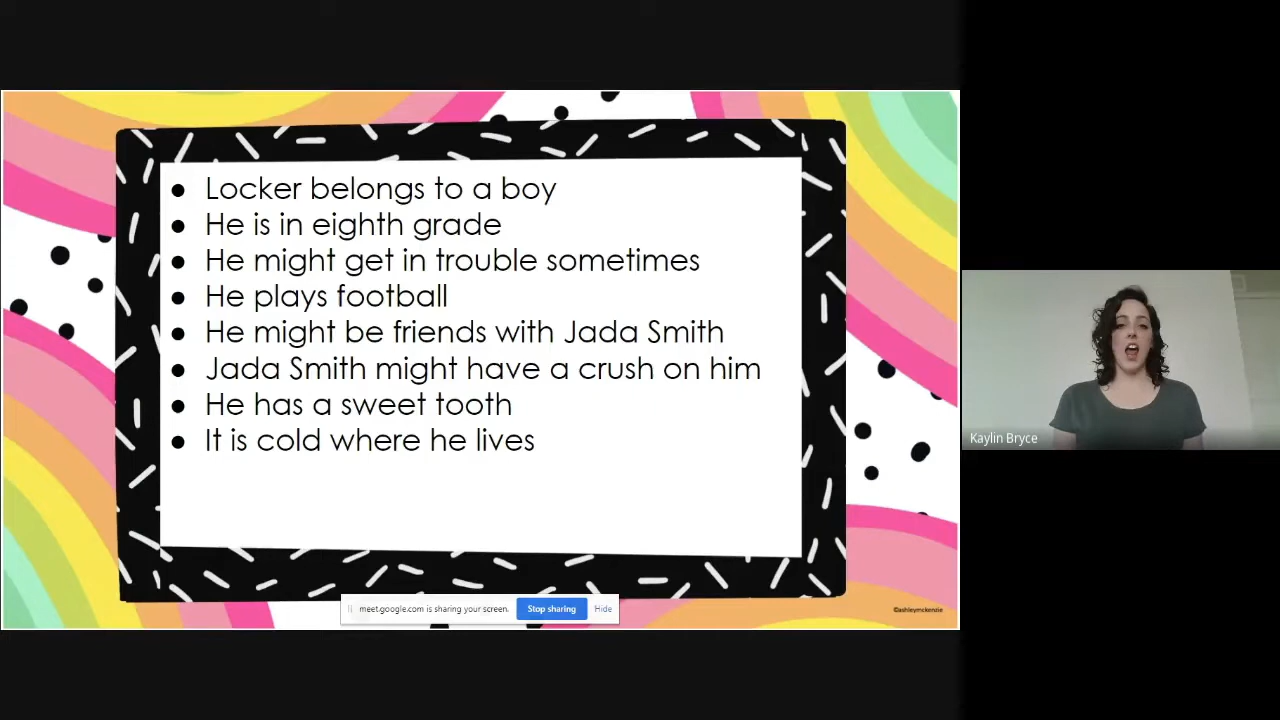 ● Locker belongs to a boy
● He is in eighth grade
● He might get in trouble sometimes
● He plays football
● He might be friends with Jada Smith
● Jada Smith might have a crush on him
● He has a sweet tooth
● It is cold where he lives
Kaylin Bryce
meet.google.com is sharing your screen. Stop sharing Hide
©ashleymckenzie